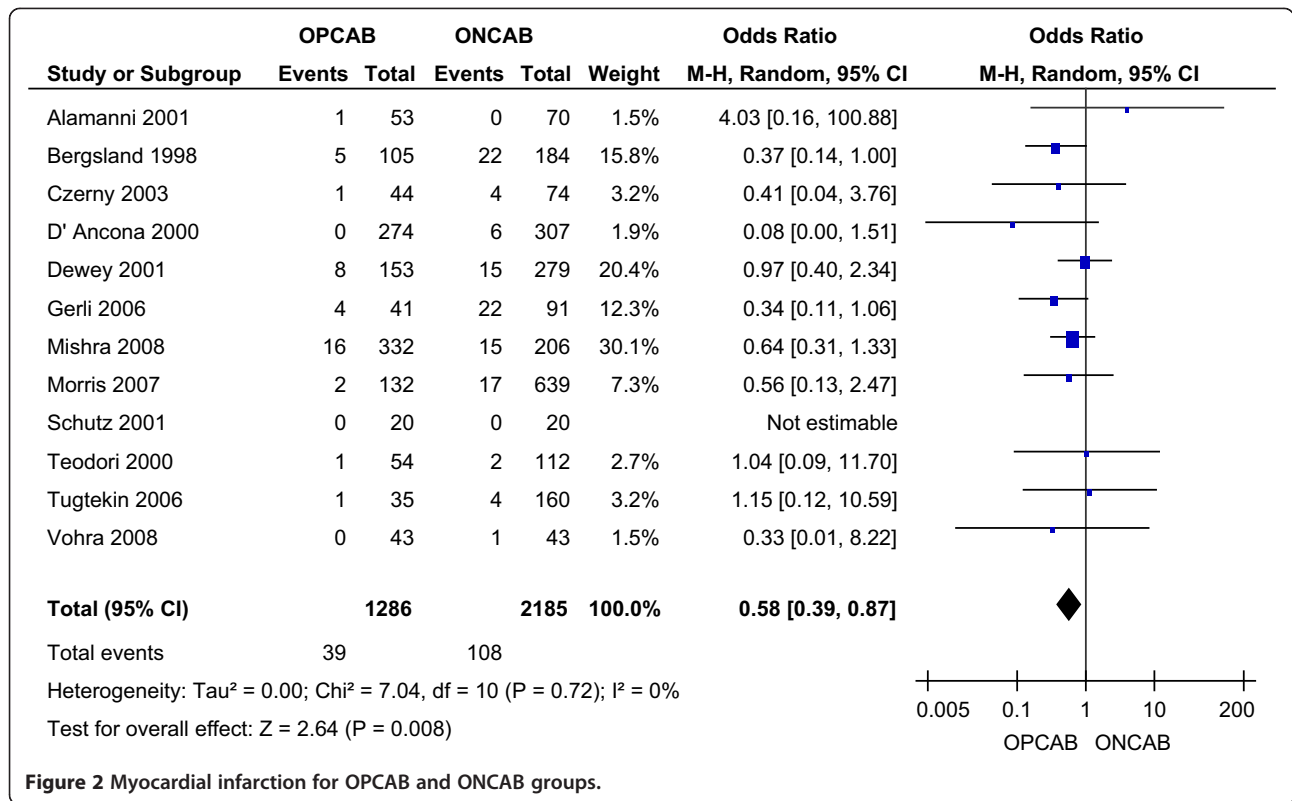 OPCAB ONCAB Odds Ratio Odds Ratio
Study or Subgroup Events Total Events Total Weight M-H, Random, 95% CI M-H, Random, 95% CI
Alamanni 2001 1 53 0 70 1.5% 4.03 [0.16, 100.88]
Bergsland 1998 5 105 22 184 15.8% 0.37 [0.14, 1.00]
Czerny 2003 1 44 4 74 3.2% 0.41 [0.04, 3.76]
D' Ancona 2000 0 274 6 307 1.9% 0.08 [0.00, 1.51]
Dewey 2001 8 153 15 279 20.4% 0.97 [0.40, 2.34]
Gerli 2006 4 41 22 91 12.3% 0.34 [0.11, 1.06]
Mishra 2008 16 332 15 206 30.1% 0.64 [0.31, 1.33]
Morris 2007 2 132 17 639 7.3% 0.56 [0.13, 2.47]
Schutz 2001 0 20 0 20 Not estimable
Teodori 2000 1 54 2 112 2.7% 1.04 [0.09, 11.70]
Tugtekin 2006 1 35 4 160 3.2% 1.15 [0.12, 10.59]
Vohra 2008 0 43 1 43 1.5% 0.33 [0.01, 8.22]
Total (95% CI) 1286 2185 100.0% 0.58 [0.39, 0.87]
Total events 39 108
Heterogeneity: Tau² = 0.00; Chi² = 7.04, df = 10 (P = 0.72); I² = 0%
Test for overall effect: Z = 2.64 (P = 0.008)
0.005 0.1 1 10 200
OPCAB ONCAB
Figure 2 Myocardial infarction for OPCAB and ONCAB groups.